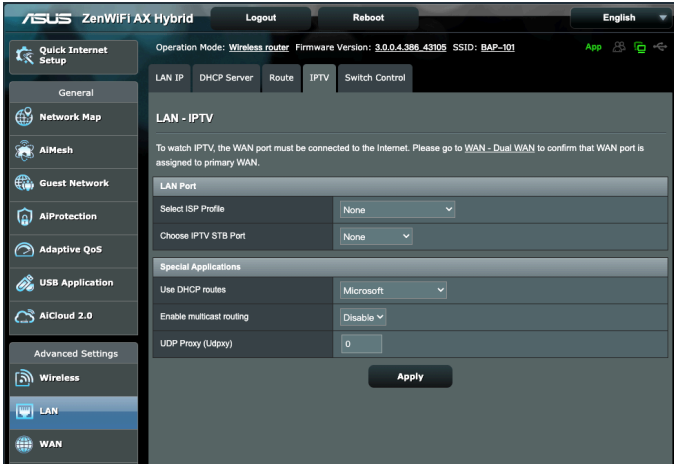 ASUS ZenWiFi AX Hybrid Logout Reboot English
Quick Internet
Setup
Operation Mode: Wireless router Firmware Version: 3.0.0.4.386_43105 SSID: BAP-101 App
LAN IP DHCP Server Route IPTV Switch Control
General
Network Map
AiMesh
Guest Network
AiProtection
Adaptive QoS
USB Application
AiCloud 2.0
Advanced Settings
Wireless
LAN
WAN
LAN - IPTV
To watch IPTV, the WAN port must be connected to the Internet. Please go to WAN - Dual WAN to confirm that WAN port is
assigned to primary WAN.
LAN Port
Select ISP Profile None
Choose IPTV STB Port None
Special Applications
Use DHCP routes Microsoft
Enable multicast routing Disable
UDP Proxy (Udpxy) 0
Apply